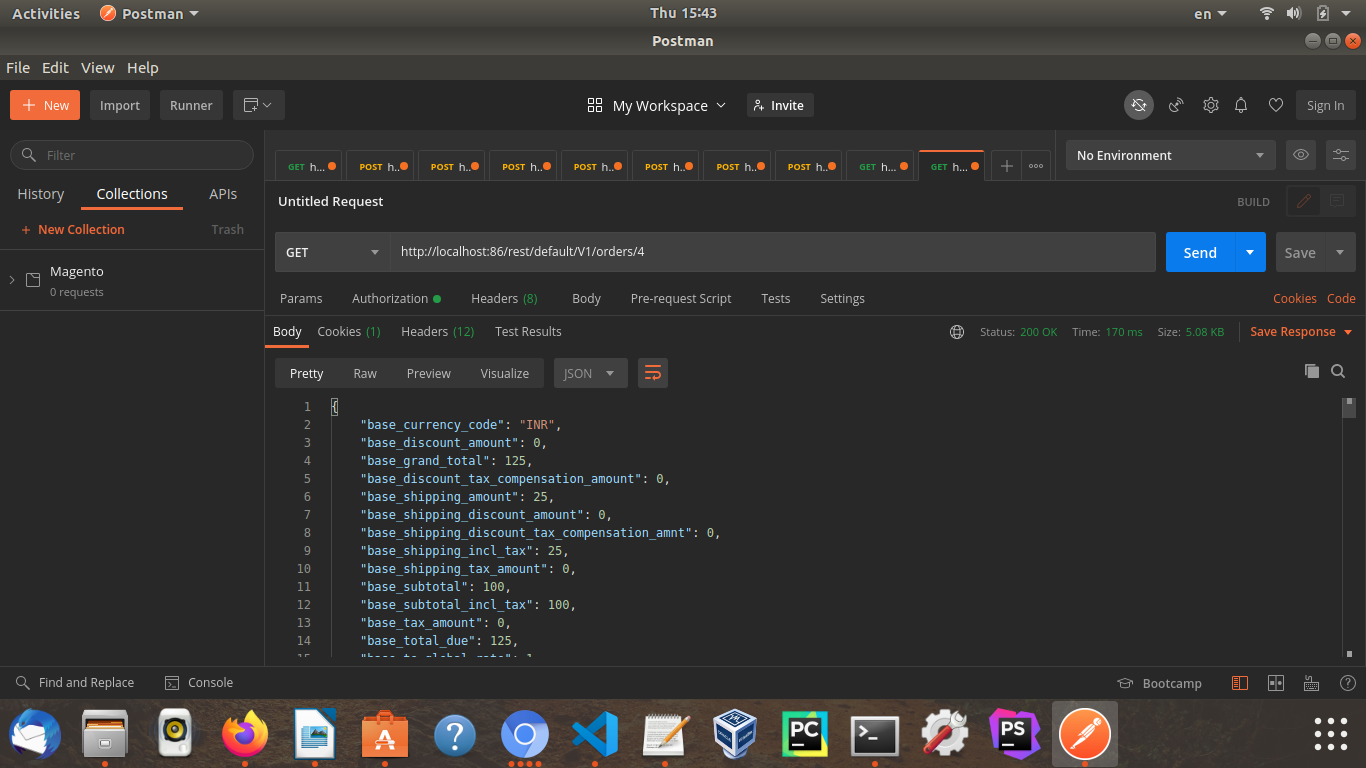 Activities Postman Thu 15:43 en
Postman
File Edit View Help
+ New Import Runner My Workspace Invite Sign In
Filter
GET h... POST h.. POST h.. POST h.. POST h.. POST h.. POST h.. POST h.. GET h... GET h... No Environment
History Collections APIs
Untitled Request BUILD
+ New Collection Trash
GET http://localhost:86/rest/default/V1/orders/4 Send Save
Magento
0 requests
Params Authorization Headers (8) Body Pre-request Script Tests Settings Cookies Code
Body Cookies (1) Headers (12) Test Results Status: 200 OK Time: 170 ms Size: 5.08 KB Save Response
Pretty Raw Preview Visualize JSON
1 {
2 "base_currency_code": "INR",
3 "base_discount_amount": 0,
4 "base_grand_total": 125,
5 "base_discount_tax_compensation_amount": 0,
6 "base_shipping_amount": 25,
7 "base_shipping_discount_amount": 0,
8 "base_shipping_discount_tax_compensation_amnt": 0,
9 "base_shipping_incl_tax": 25,
10 "base_shipping_tax_amount": 0,
11 "base_subtotal": 100,
12 "base_subtotal_incl_tax": 100,
13 "base_tax_amount": 0,
14 "base_total_due": 125,
15 "base_to_global_rate": 1
Find and Replace Console Bootcamp
PC PS